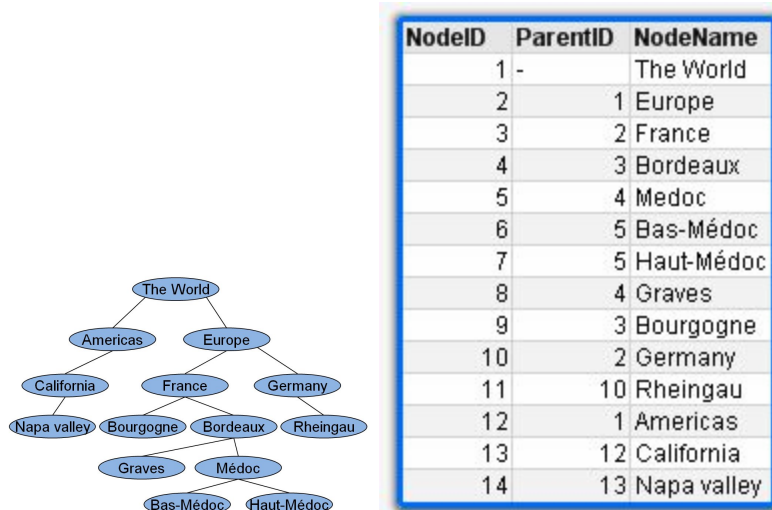 The World
Americas Europe
California France Germany
Napa valley Bourgogne Bordeaux Rheingau
Graves Médoc
Bas-Médoc Haut-Médoc
NodeID ParentID NodeName
1 - The World
2 1 Europe
3 2 France
4 3 Bordeaux
5 4 Medoc
6 5 Bas-Médoc
7 5 Haut-Médoc
8 4 Graves
9 3 Bourgogne
10 2 Germany
11 10 Rheingau
12 1 Americas
13 12 California
14 13 Napa valley